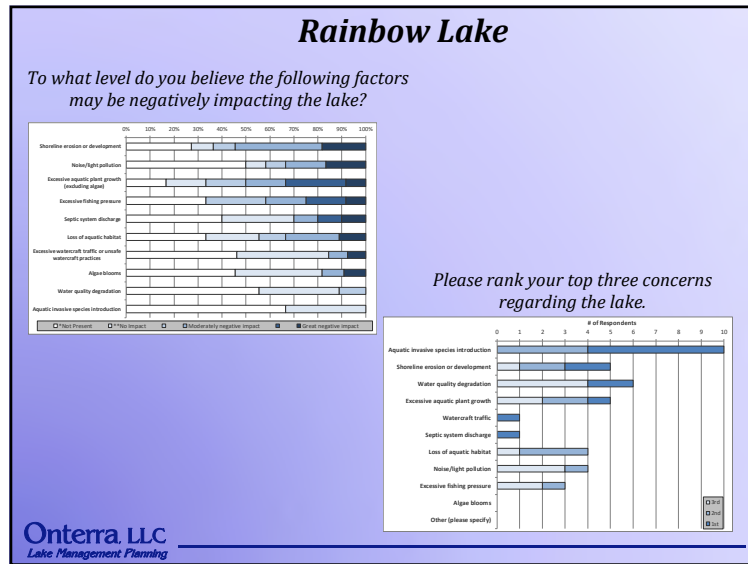 Rainbow Lake
To what level do you believe the following factors
may be negatively impacting the lake?
0% 10% 20% 30% 40% 50% 60% 70% 80% 90% 100%
Shoreline erosion or development
Noise/light pollution
Excessive aquatic plant growth
(excluding algae)
Excessive fishing pressure
Septic system discharge
Loss of aquatic habitat
Excessive watercraft traffic or unsafe
watercraft practices
Algae blooms
Water quality degradation
Aquatic invasive species introduction
*Not Present **No Impact Moderately negative impact Great negative impact
Please rank your top three concerns
regarding the lake.
# of Respondents
0 1 2 3 4 5 6 7 8 9 10
Aquatic invasive species introduction
Shoreline erosion or development
Water quality degradation
Excessive aquatic plant growth
Watercraft traffic
Septic system discharge
Loss of aquatic habitat
Noise/light pollution
Excessive fishing pressure
Algae blooms
Other (please specify)
3rd
2nd
1st
Onterra, LLC
Lake Management Planning